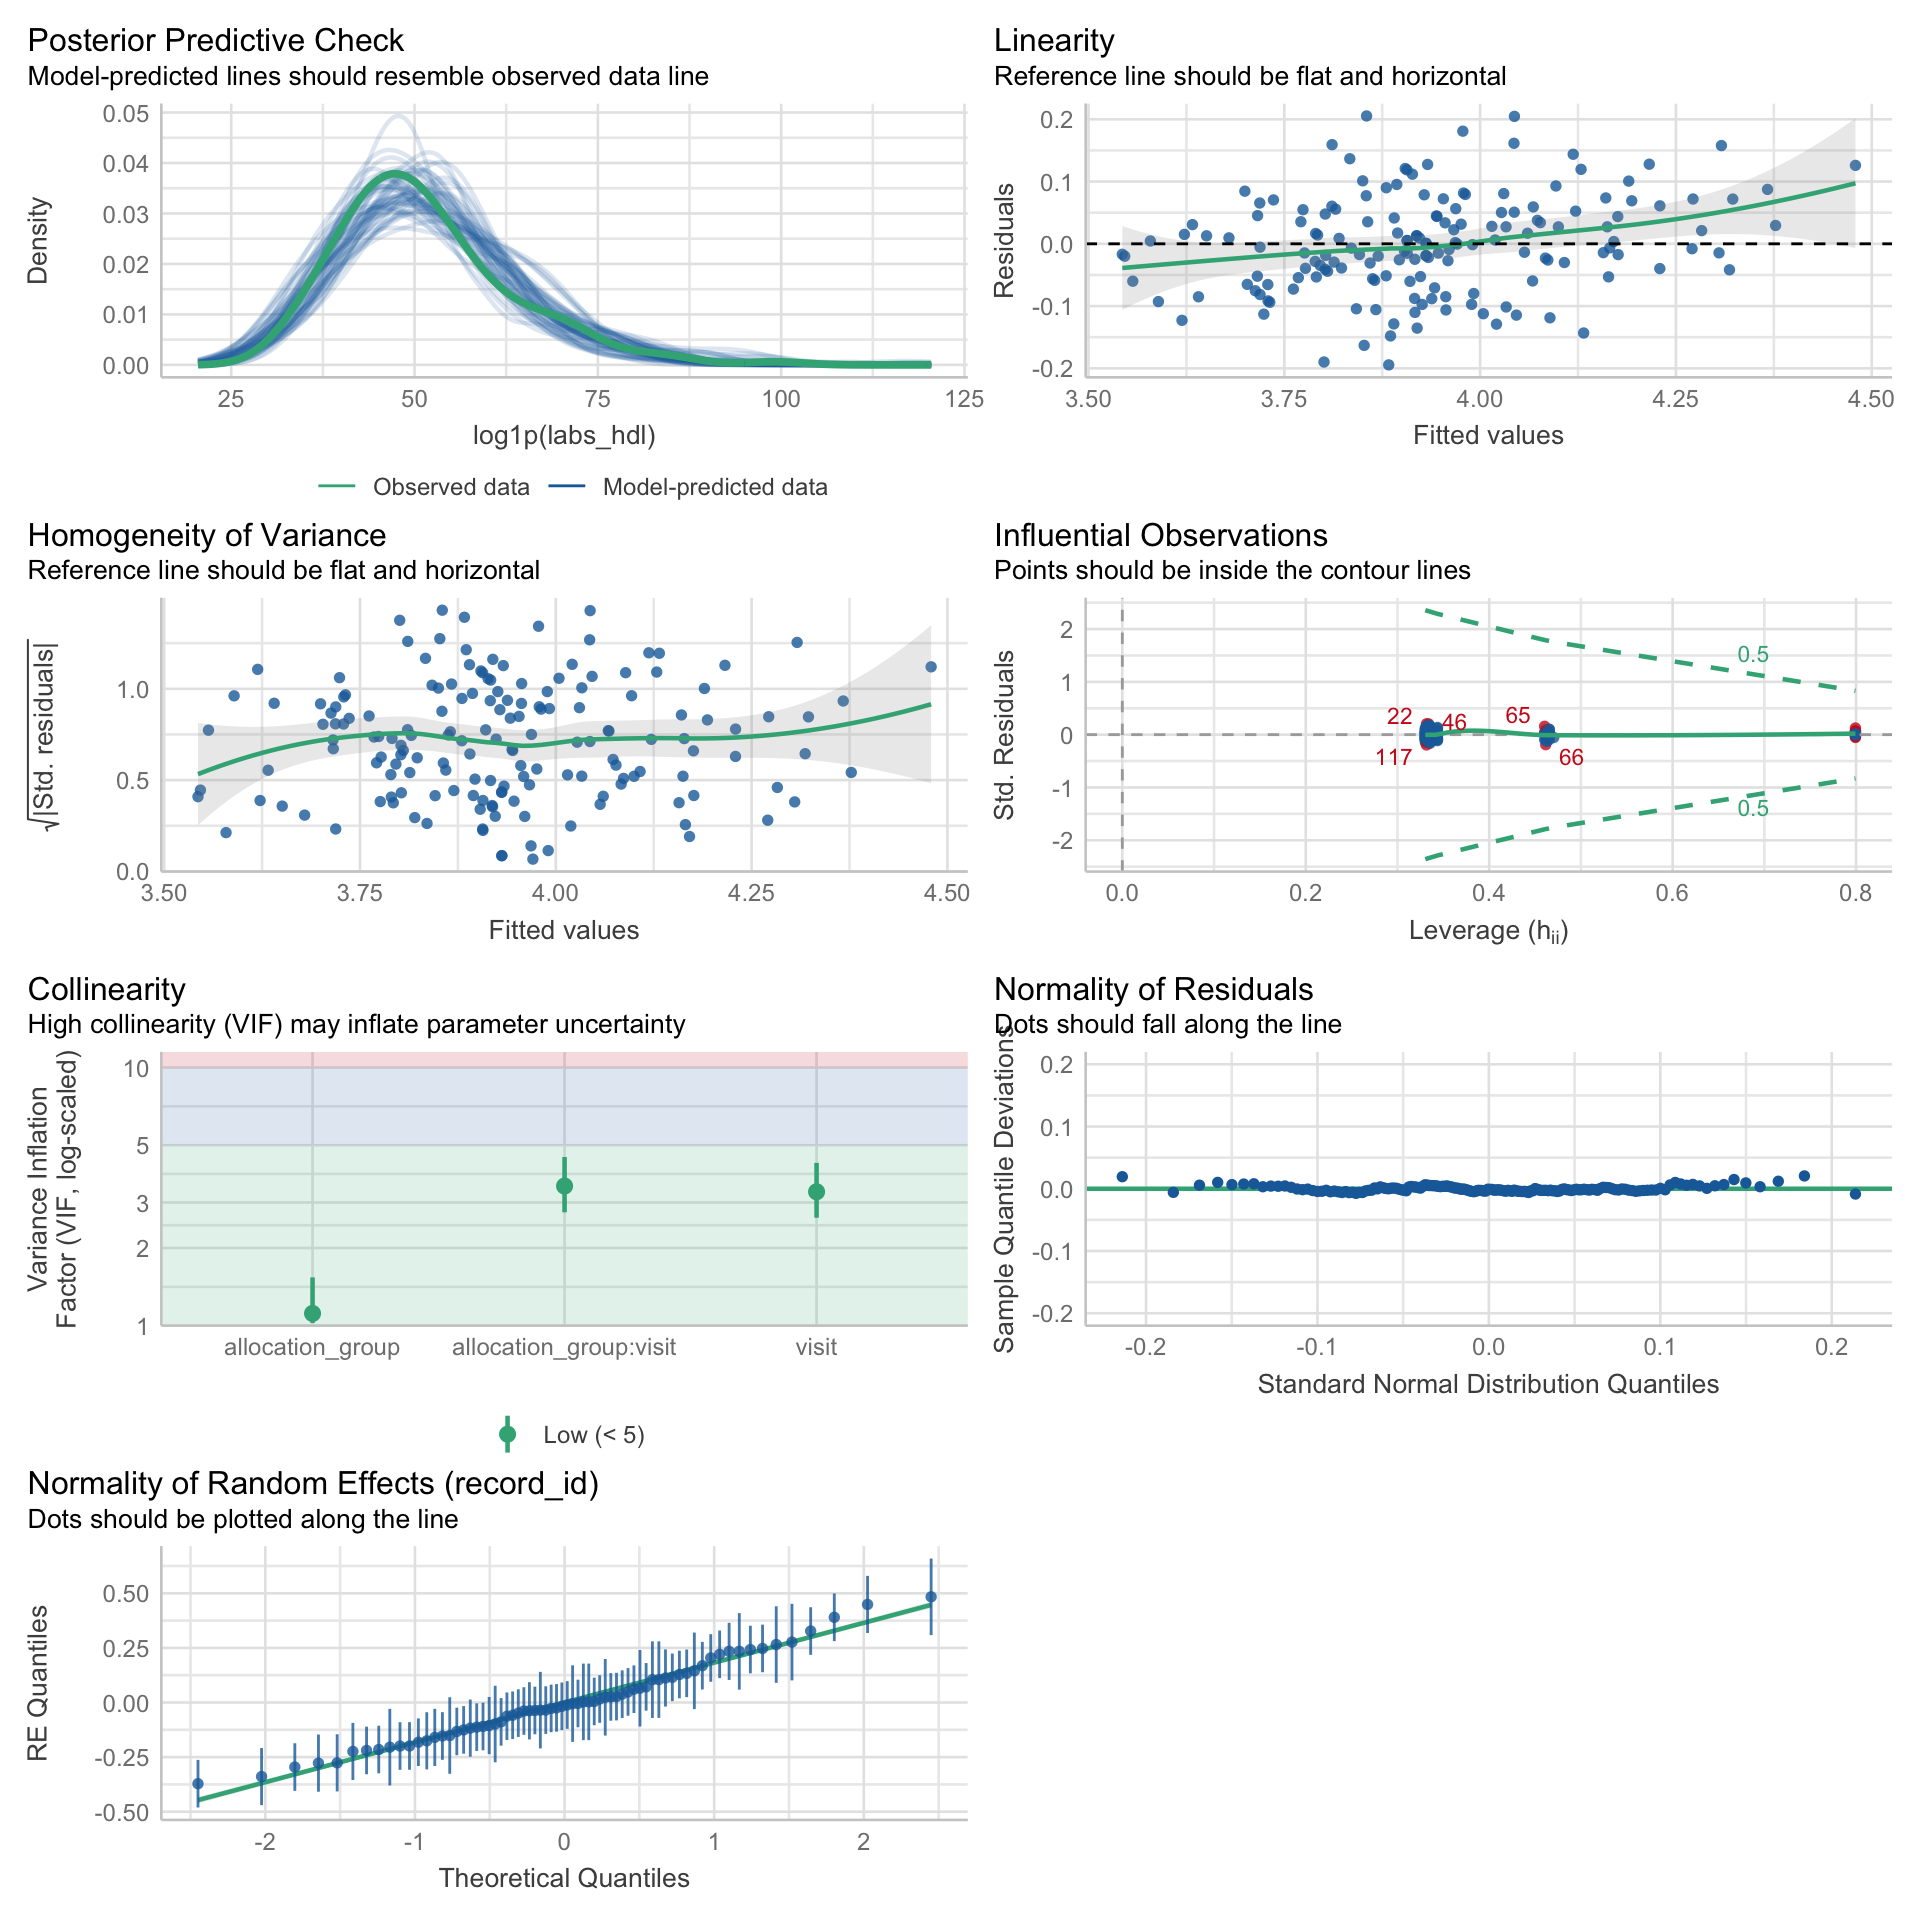 Posterior Predictive Check
Model-predicted lines should resemble observed data line
Density
0.05
0.04
0.03
0.02
0.01
0.00
25 50 75 100 125
log1p(labs_hdl)
Observed data Model-predicted data
Linearity
Reference line should be flat and horizontal
Residuals
0.2
0.1
0.0
-0.1
-0.2
3.50 3.75 4.00 4.25 4.50
Fitted values
Homogeneity of Variance
Reference line should be flat and horizontal
√|Std. residuals|
1.0
0.5
0.0
3.50 3.75 4.00 4.25 4.50
Fitted values
Influential Observations
Points should be inside the contour lines
Std. Residuals
2
1
0
-1
-2
0.5
22 46 65
117 66
0.5
0.0 0.2 0.4 0.6 0.8
Leverage (hii)
Collinearity
High collinearity (VIF) may inflate parameter uncertainty
Variance Inflation
Factor (VIF, log-scaled)
10
5
3
2
1
allocation_group allocation_group:visit visit
Low (< 5)
Normality of Residuals
Dots should fall along the line
Sample Quantile Deviations
0.2
0.1
0.0
-0.1
-0.2
-0.2 -0.1 0.0 0.1 0.2
Standard Normal Distribution Quantiles
Normality of Random Effects (record_id)
Dots should be plotted along the line
RE Quantiles
0.50
0.25
0.00
-0.25
-0.50
-2 -1 0 1 2
Theoretical Quantiles